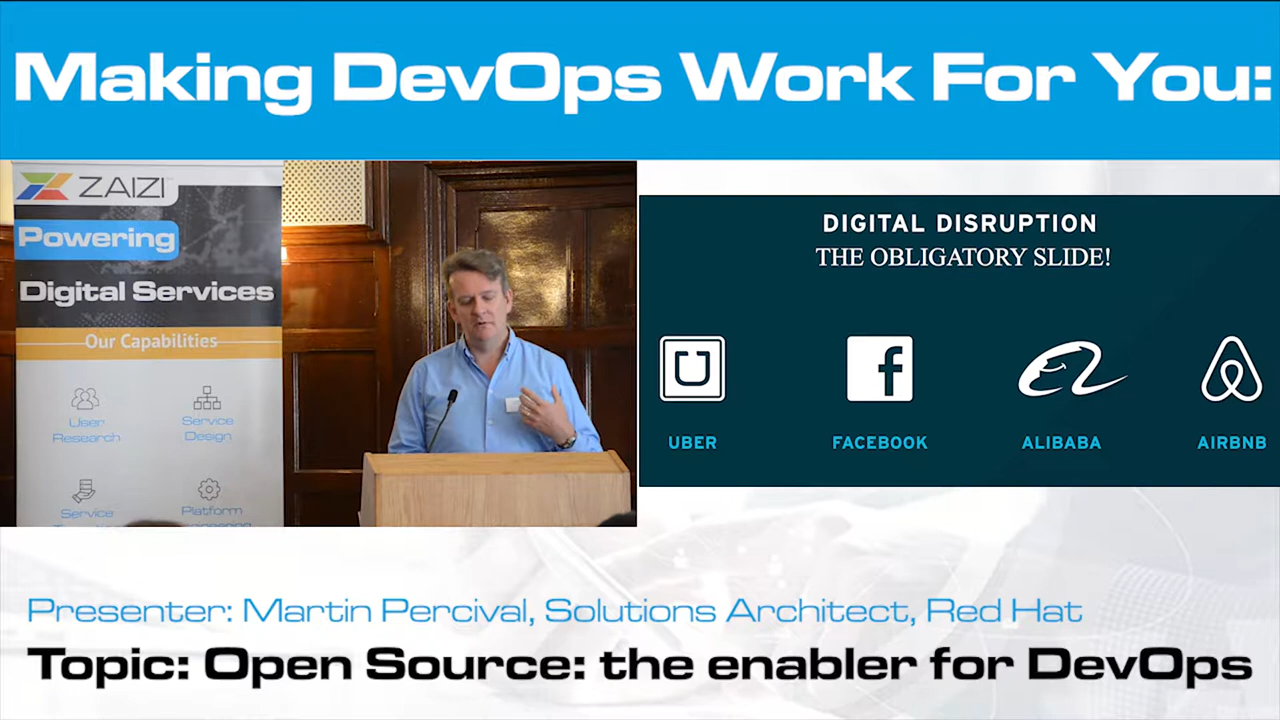 Making DevOps Work For You:
ZAIZI
Powering
Digital Services
Our Capabilities
User
Research
Service
Design
Service
Platform
DIGITAL DISRUPTION
THE OBLIGATORY SLIDE!
UBER
FACEBOOK
ALIBABA
AIRBNB
Presenter: Martin Percival, Solutions Architect, Red Hat
Topic: Open Source: the enabler for DevOps